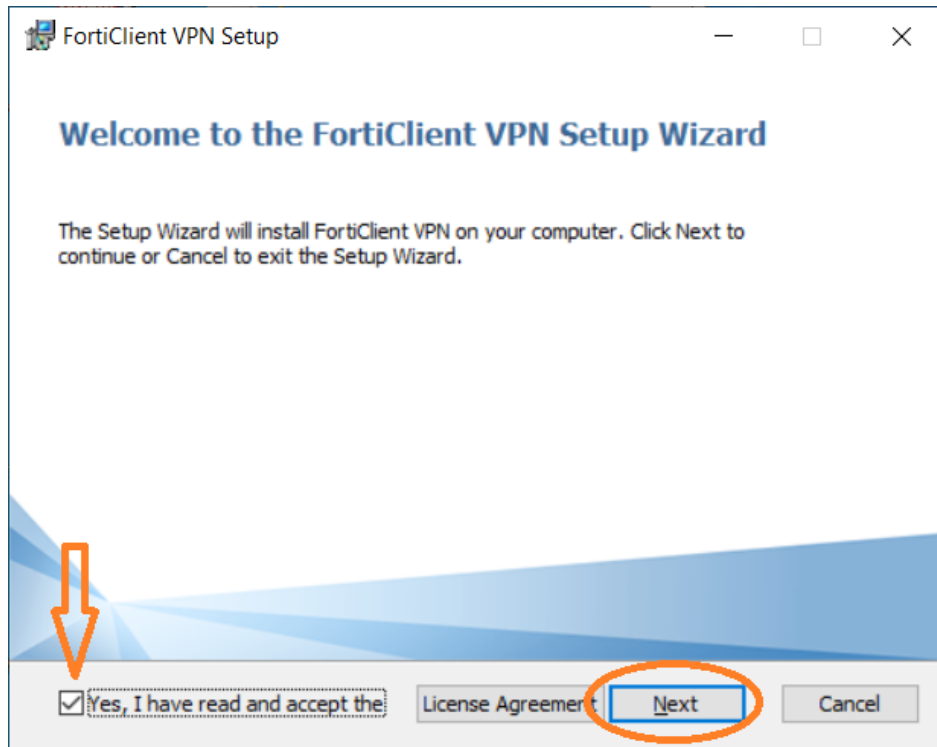 FortiClient VPN Setup
Welcome to the FortiClient VPN Setup Wizard
The Setup Wizard will install FortiClient VPN on your computer. Click Next to
continue or Cancel to exit the Setup Wizard.
Yes, I have read and accept the License Agreement Next Cancel